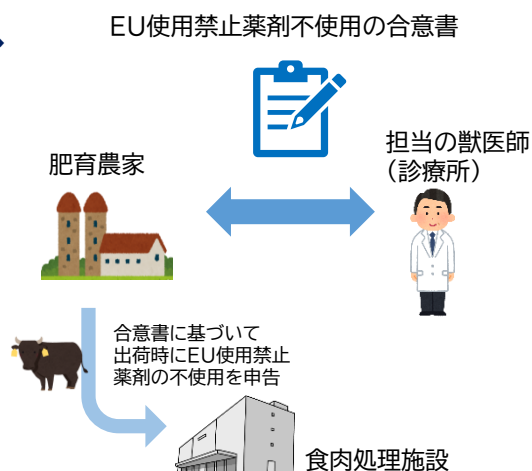 EU使用禁止薬剤不使用の合意書
担当の獣医師
（診療所）
肥育農家
合意書に基づいて
出荷時にEU使用禁止
薬剤の不使用を申告
食肉処理施設